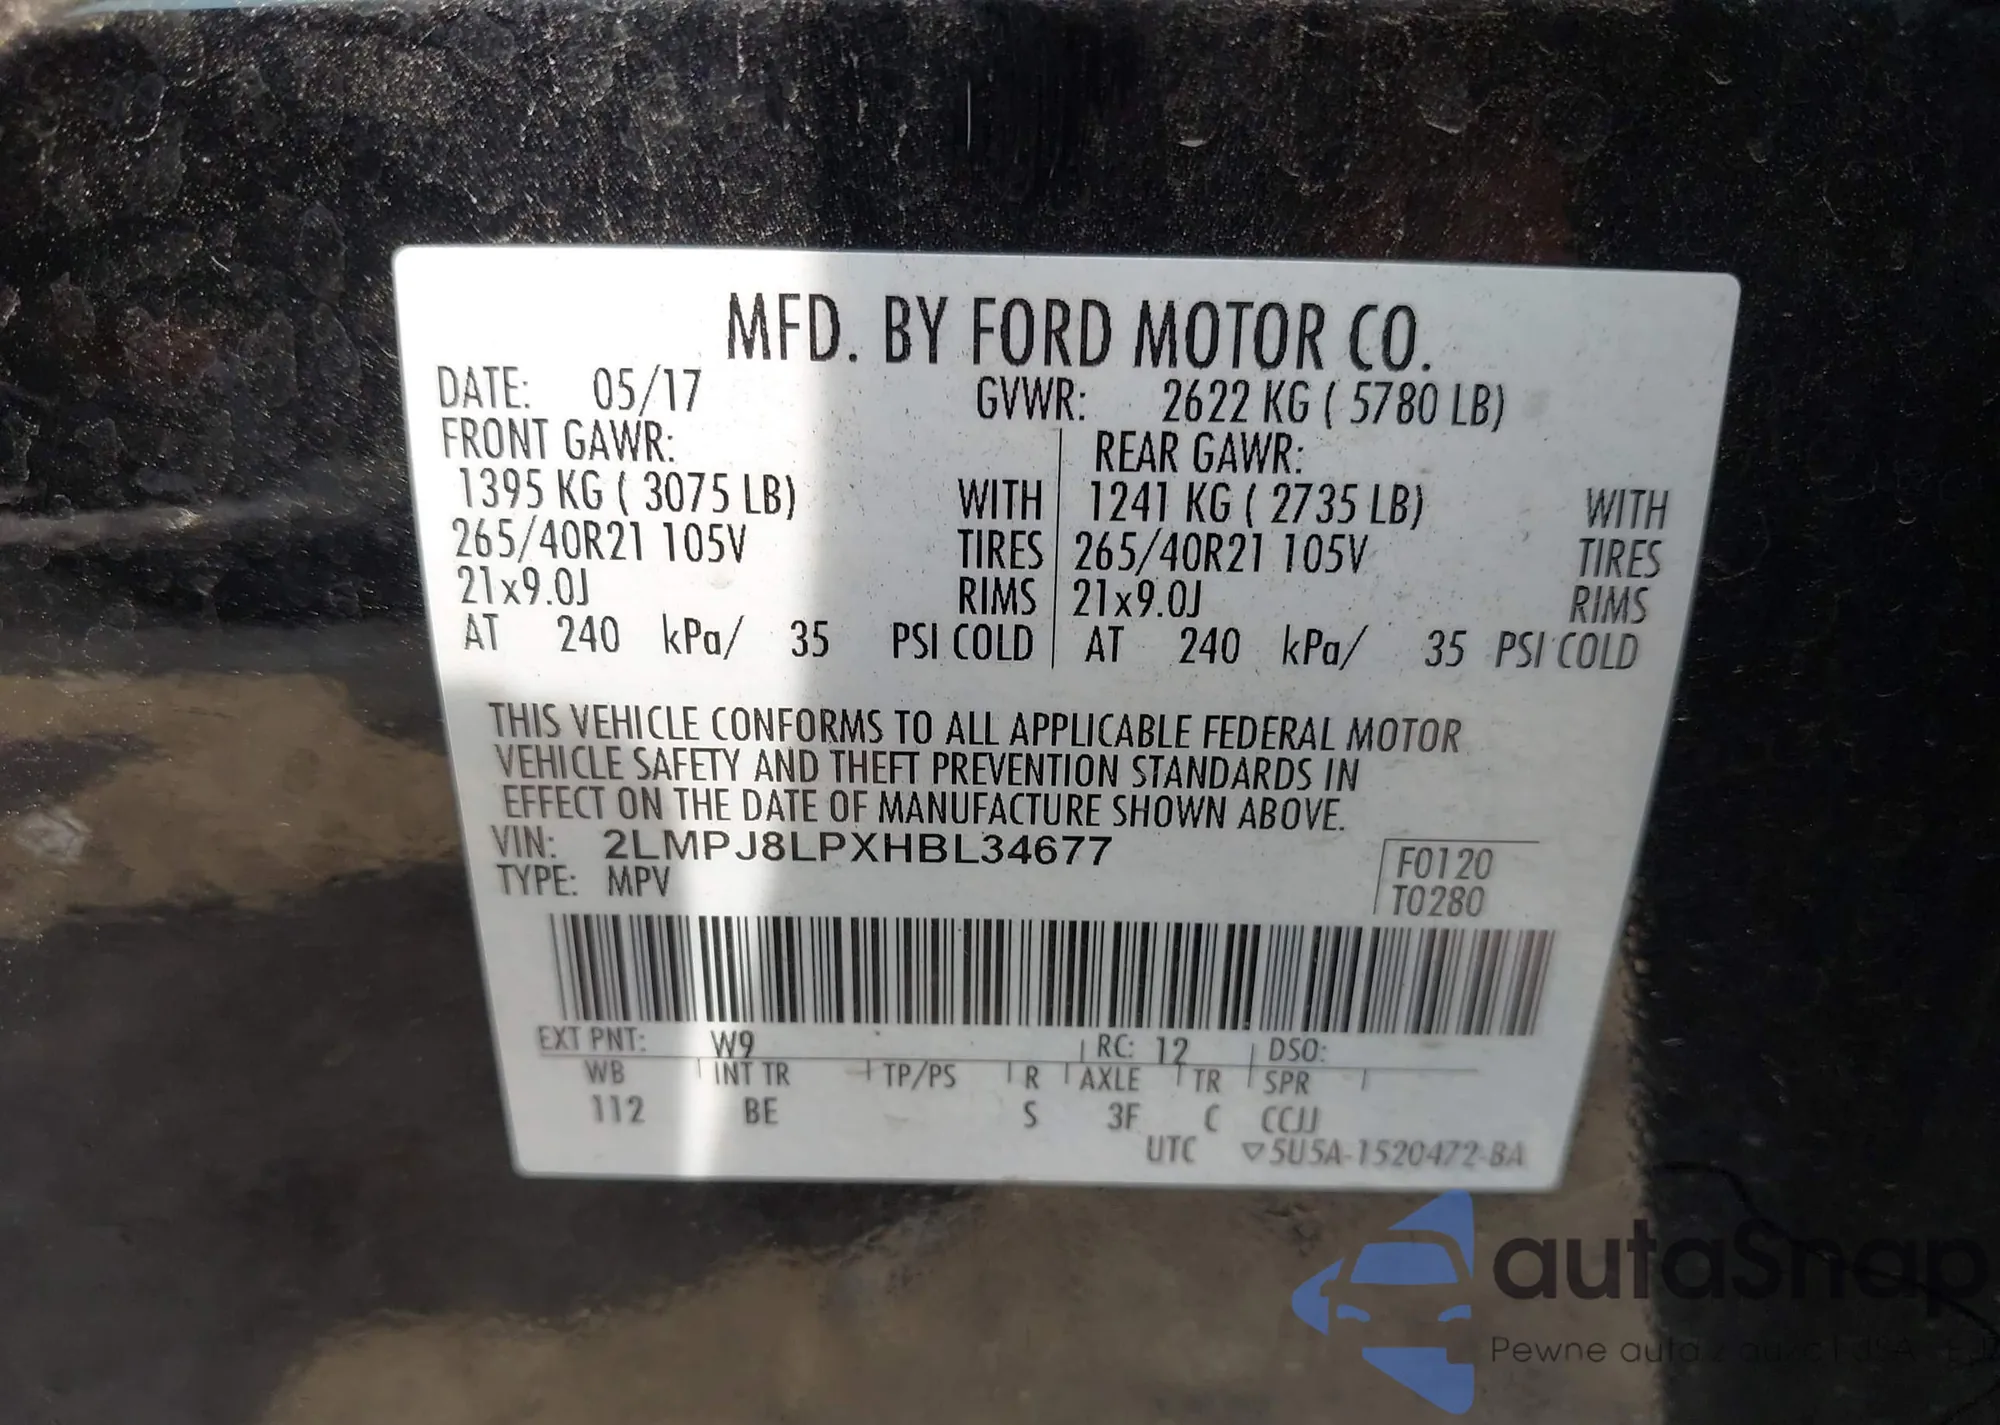 MFD. BY FORD MOTOR CO.
DATE: 05/17 GVWR: 2622 KG ( 5780 LB)
FRONT GAWR: REAR GAWR:
1395 KG ( 3075 LB) WITH 1241 KG ( 2735 LB) WITH
265/40R21 105V TIRES 265/40R21 105V TIRES
21x9.0J RIMS 21x9.0J RIMS
AT 240 kPa/ 35 PSI COLD AT 240 kPa/ 35 PSI COLD
THIS VEHICLE CONFORMS TO ALL APPLICABLE FEDERAL MOTOR
VEHICLE SAFETY AND THEFT PREVENTION STANDARDS IN
EFFECT ON THE DATE OF MANUFACTURE SHOWN ABOVE.
VIN: 2LMPJ8LPXHBL34677
TYPE: MPV
F0120
T0280
EXT PNT: W9 RC: 12 DSO:
WB INT TR TP/PS R AXLE TR SPR
112 BE S 3F C CCJJ
UTC ▽5U5A-1520472-BA
autaSnap
Pewne auta z aukcji USA